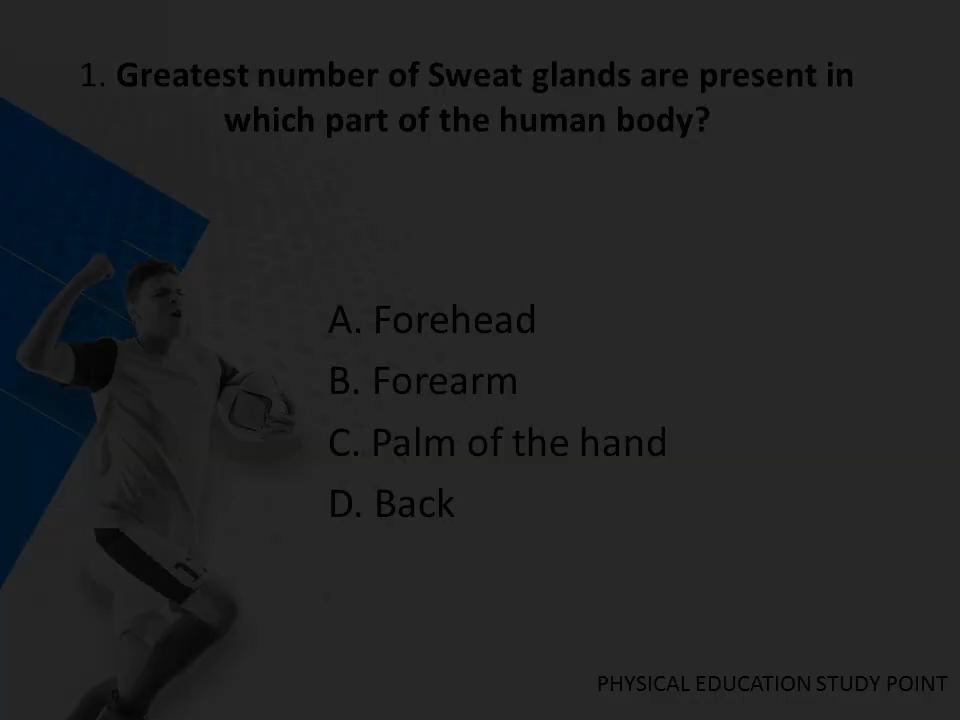 1. Greatest number of Sweat glands are present in
which part of the human body?
A. Forehead
B. Forearm
C. Palm of the hand
D. Back
PHYSICAL EDUCATION STUDY POINT